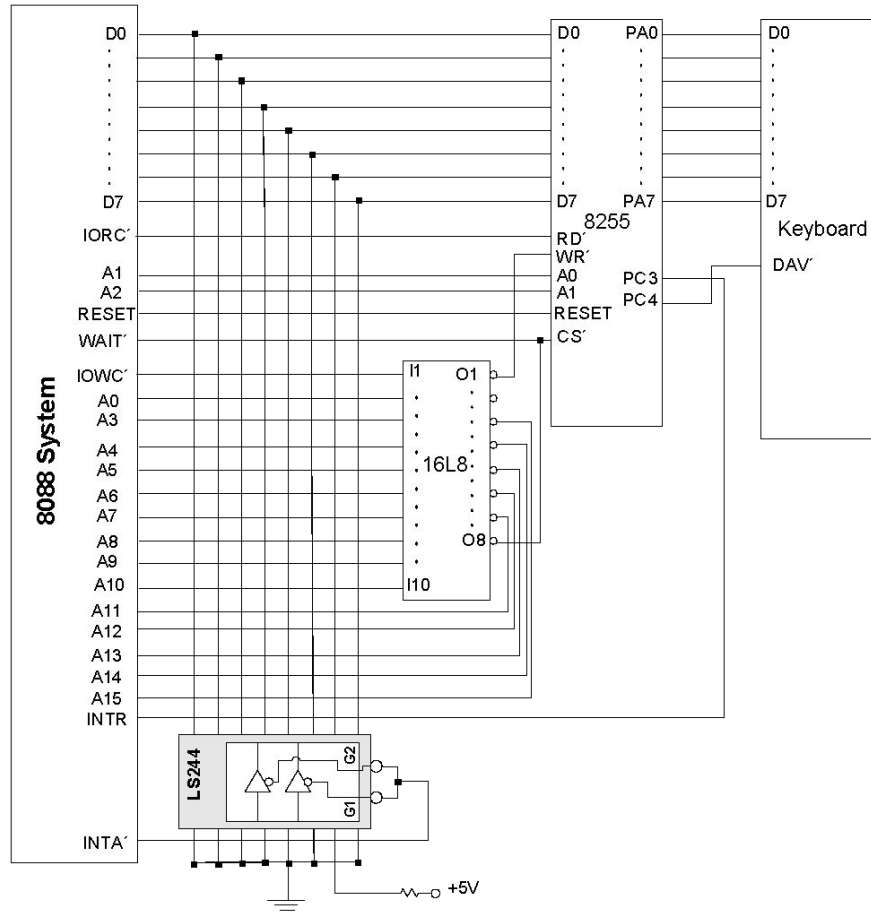 8088 System
D0
D7
IORC´
A1
A2
RESET
WAIT´
IOWC´
A0
A3
A4
A5
A6
A7
A8
A9
A10
A11
A12
A13
A14
A15
INTR
INTA´
D0 PA0
D7 PA7
8255
RD´
WR´
A0
A1
RESET
CS´
PC3
PC4
D0
D7
Keyboard
DAV´
I1 O1
16L8
O8
I10
LS244
G2
G1
+5V